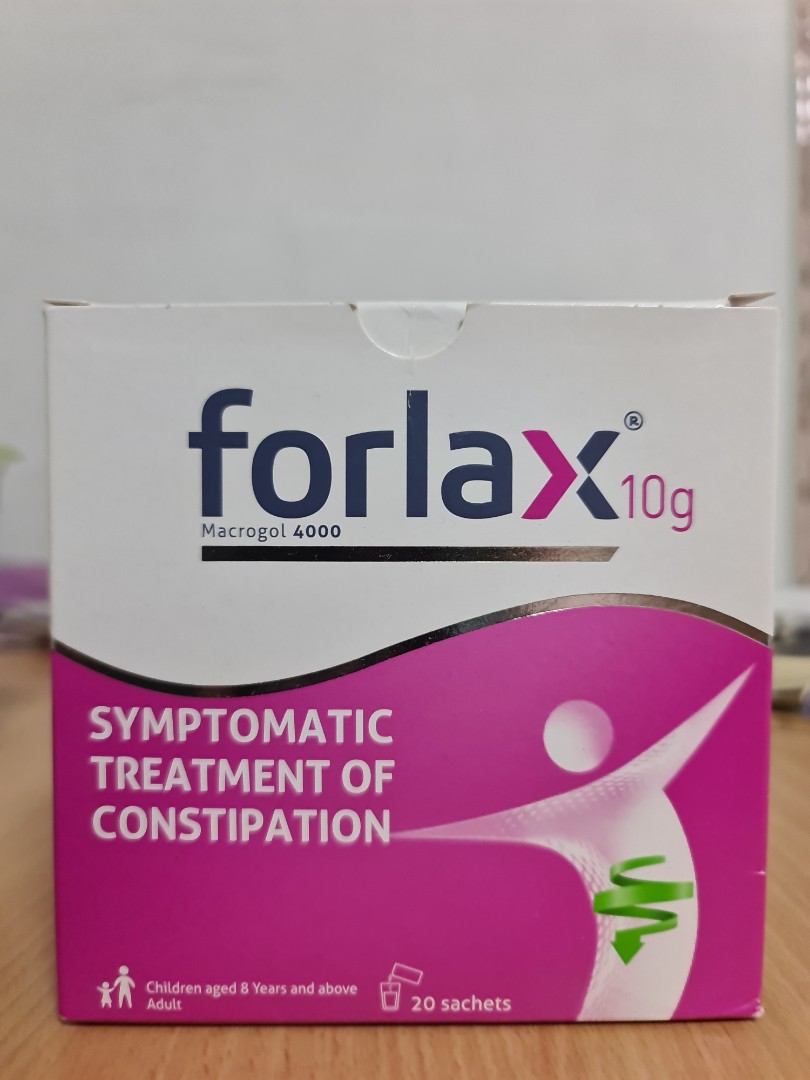 forlax® 10g
Macrogol 4000
SYMPTOMATIC
TREATMENT OF
CONSTIPATION
Children aged 8 Years and above
Adult
20 sachets